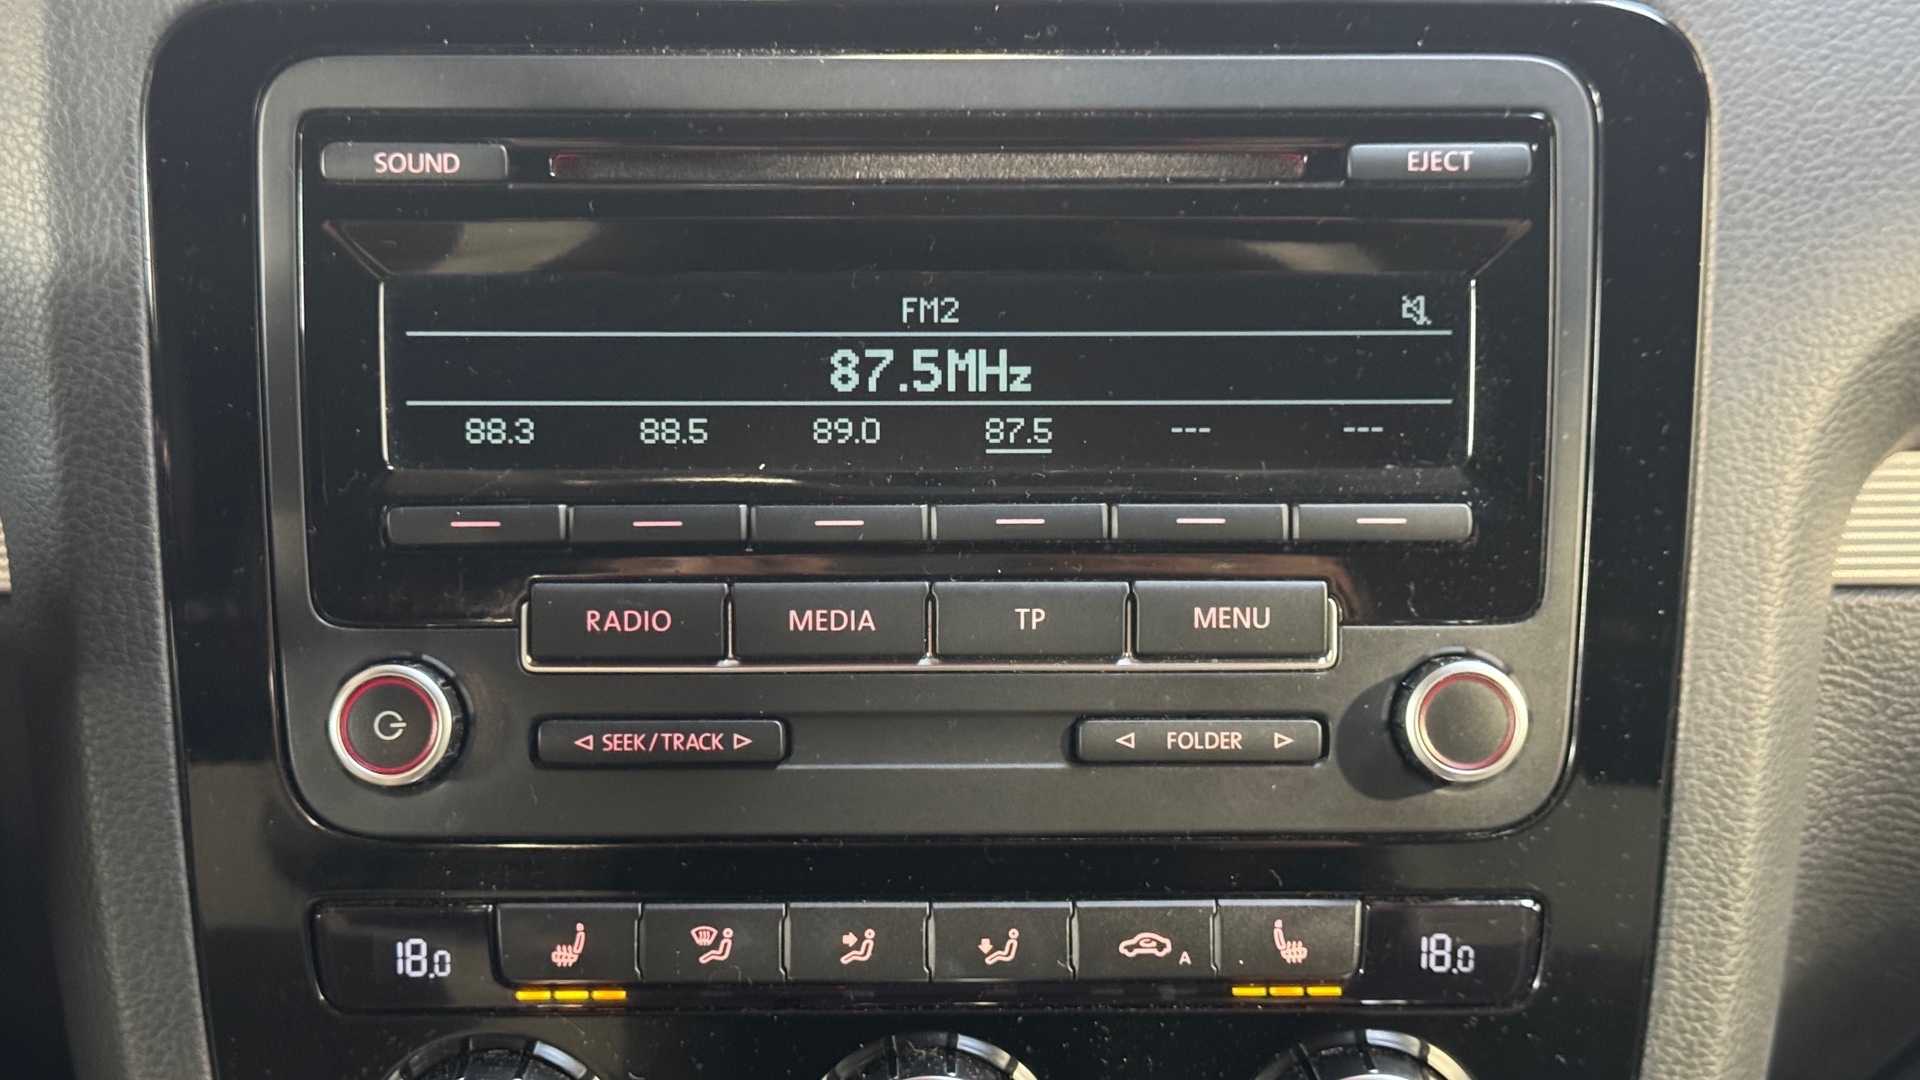 SOUND EJECT
FM2
87.5MHz
88.3 88.5 89.0 87.5 --- ---
RADIO MEDIA TP MENU
SEEK/TRACK FOLDER
18.0 A 18.0